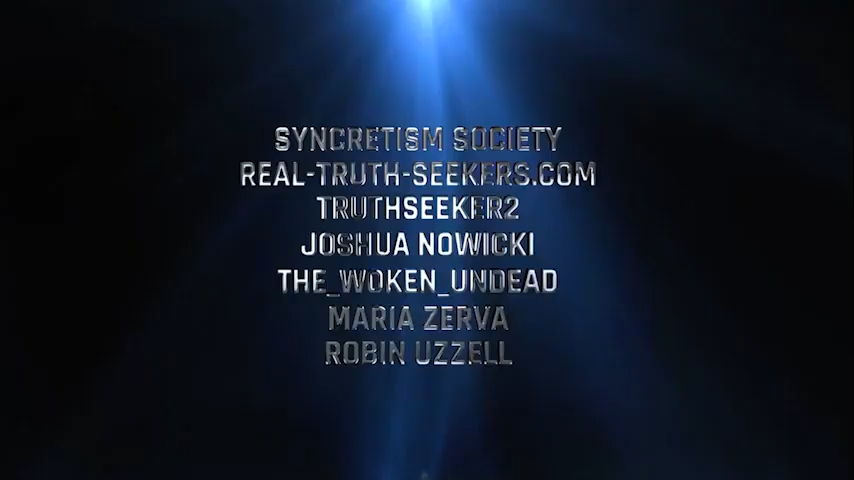 SYNCRETISM SOCIETY
REAL-TRUTH-SEEKERS.COM
TRUTHSEEKER2
JOSHUA NOWICKI
THE_WOKEN_UNDEAD
MARIA ZERVA
ROBIN UZZELL